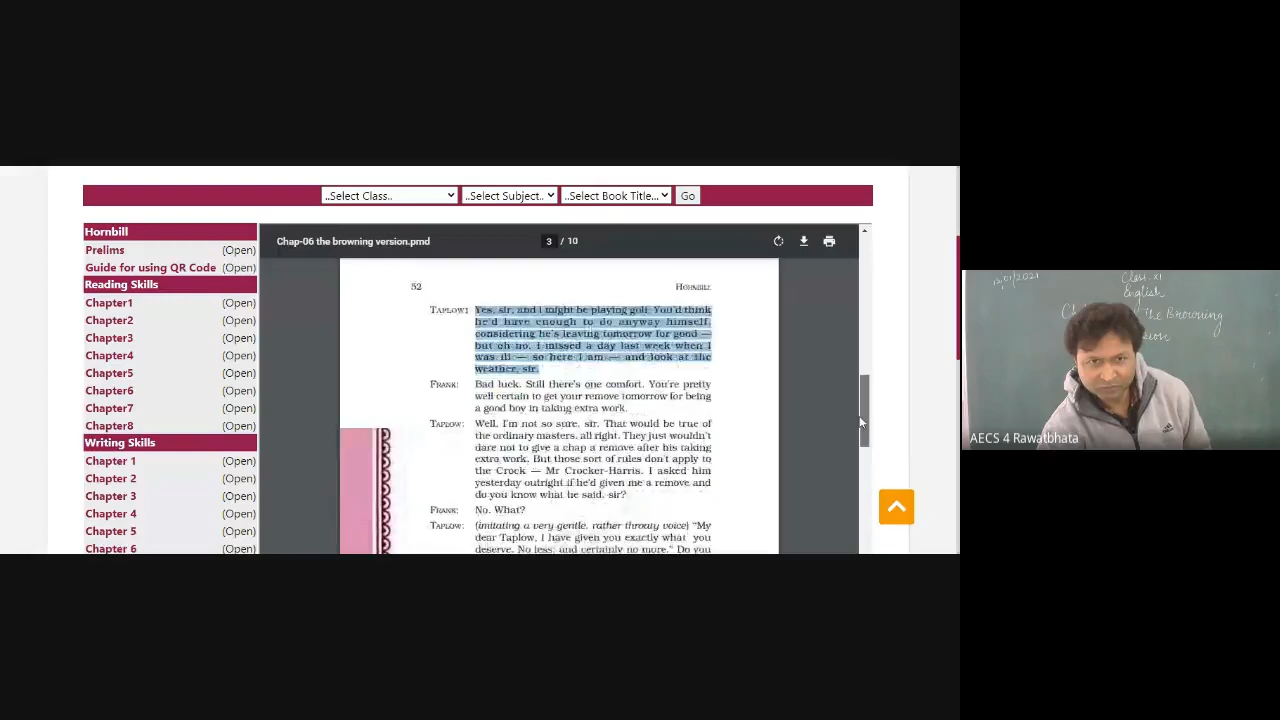 ..Select Class.. ..Select Subject.. ..Select Book Title... Go
Hornbill
Prelims (Open)
Guide for using QR Code (Open)
Reading Skills
Chapter1 (Open)
Chapter2 (Open)
Chapter3 (Open)
Chapter4 (Open)
Chapter5 (Open)
Chapter6 (Open)
Chapter7 (Open)
Chapter8 (Open)
Writing Skills
Chapter 1 (Open)
Chapter 2 (Open)
Chapter 3 (Open)
Chapter 4 (Open)
Chapter 5 (Open)
Chapter 6 (Open)
Chap-06 the browning version.pmd 3 / 10
52 HORNBILL
TAPLOW: Yes, sir, and I might be playing golf. You'd think
he'd have enough to do anyway himself,
considering he's leaving tomorrow for good —
but oh no, I missed a day last week when I
was ill — so here I am — and look at the
weather, sir.
FRANK: Bad luck. Still there's one comfort. You're pretty
well certain to get your remove tomorrow for being
a good boy in taking extra work.
TAPLOW: Well, I'm not so sure, sir. That would be true of
the ordinary masters, all right. They just wouldn't
dare not to give a chap a remove after his taking
extra work. But those sort of rules don't apply to
the Crock — Mr Crocker-Harris. I asked him
yesterday outright if he'd given me a remove and
do you know what he said, sir?
FRANK: No. What?
TAPLOW: (imitating a very gentle, rather throaty voice) "My
dear Taplow, I have given you exactly what you
deserve. No less; and certainly no more." Do you
13/01/2021 Class-XI
English
The Browning
AECS 4 Rawatbhata